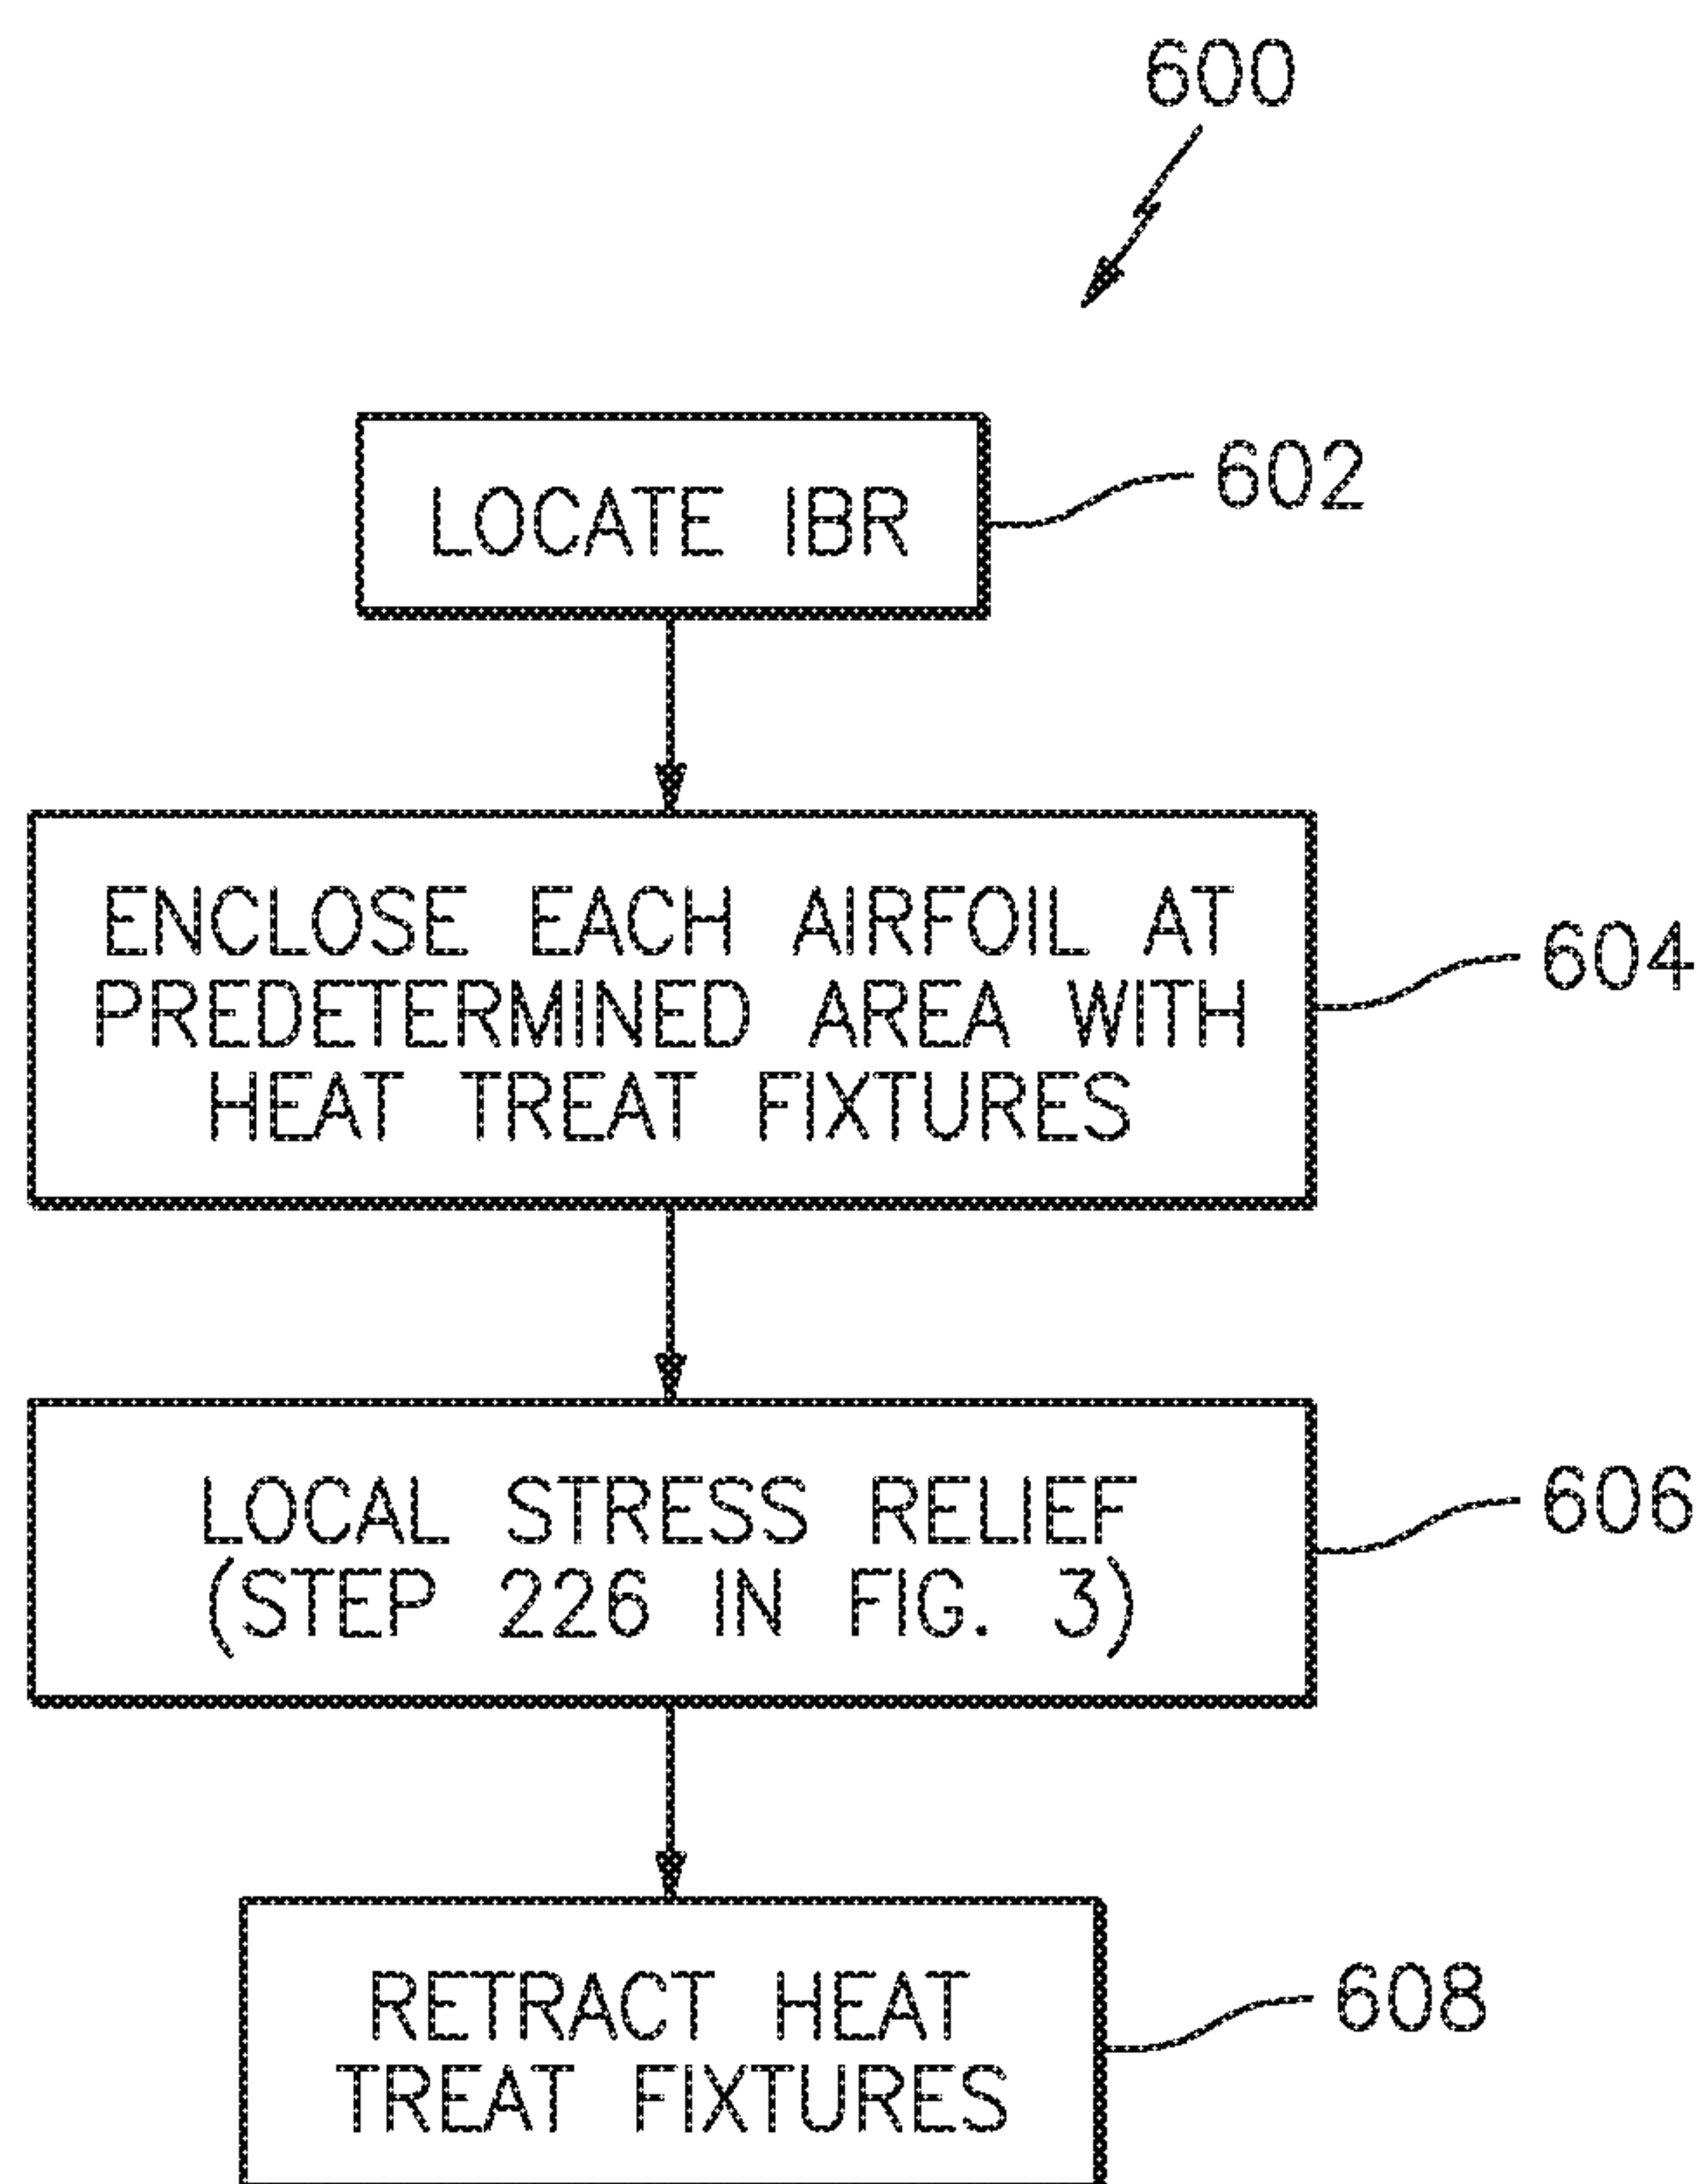 600
LOCATE IBR
602
ENCLOSE EACH AIRFOIL AT
PREDETERMINED AREA WITH
HEAT TREAT FIXTURES
604
LOCAL STRESS RELIEF
(STEP 226 IN FIG. 3)
606
RETRACT HEAT
TREAT FIXTURES
608